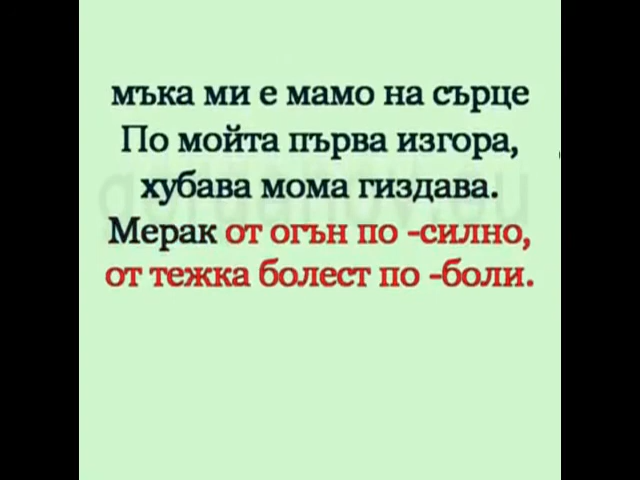 мъка ми е мамо на сърце
По мойта първа изгора,
хубава мома гиздава.
Мерак от огън по -силно,
от тежка болест по -боли.